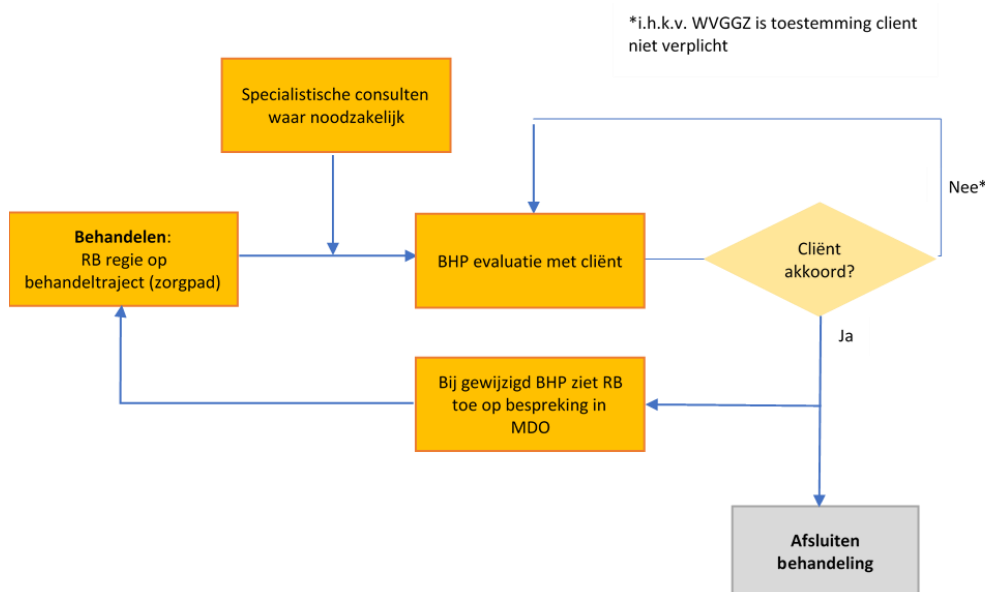 *i.h.k.v. WVGGZ is toestemming client
niet verplicht
Specialistische consulten
waar noodzakelijk
Nee*
Behandelen:
RB regie op
behandeltraject (zorgpad)
BHP evaluatie met cliënt
Cliënt
akkoord?
Ja
Bij gewijzigd BHP ziet RB
toe op bespreking in
MDO
Afsluiten
behandeling